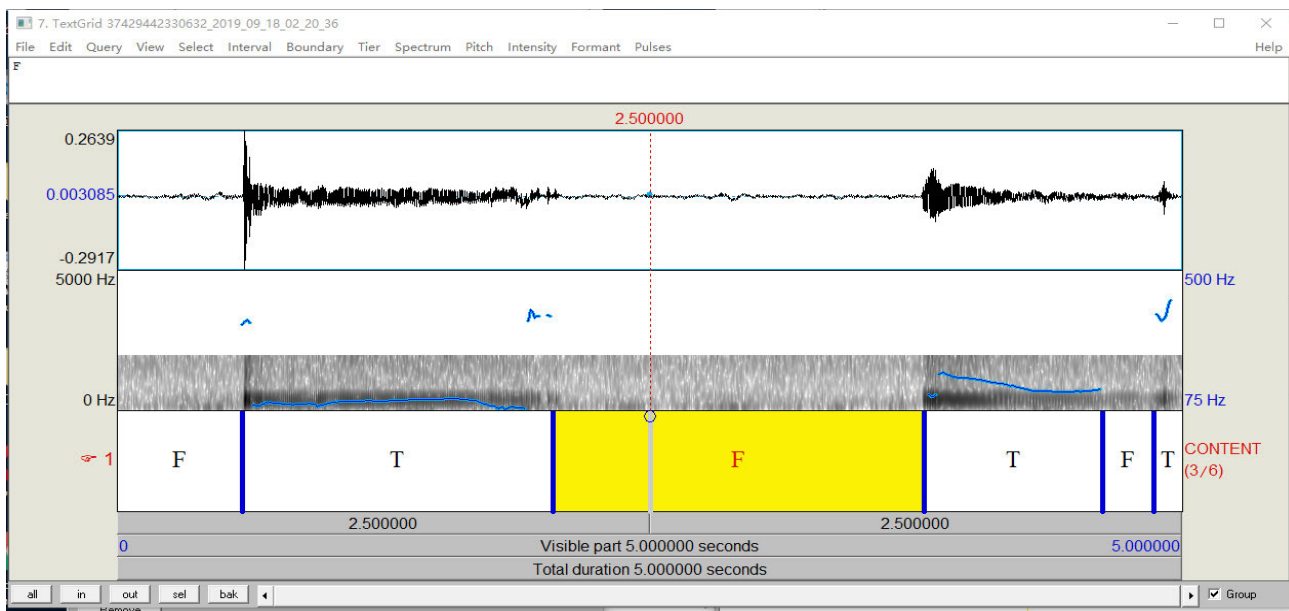 7. TextGrid 37429442330632_2019_09_18_02_20_36
File Edit Query View Select Interval Boundary Tier Spectrum Pitch Intensity Formant Pulses Help
F
2.500000
0.2639
0.003085
-0.2917
5000 Hz 500 Hz
0 Hz 75 Hz
1 F T F T F T CONTENT
(3/6)
2.500000 2.500000
0 Visible part 5.000000 seconds 5.000000
Total duration 5.000000 seconds
all in out sel bak Group
Remove